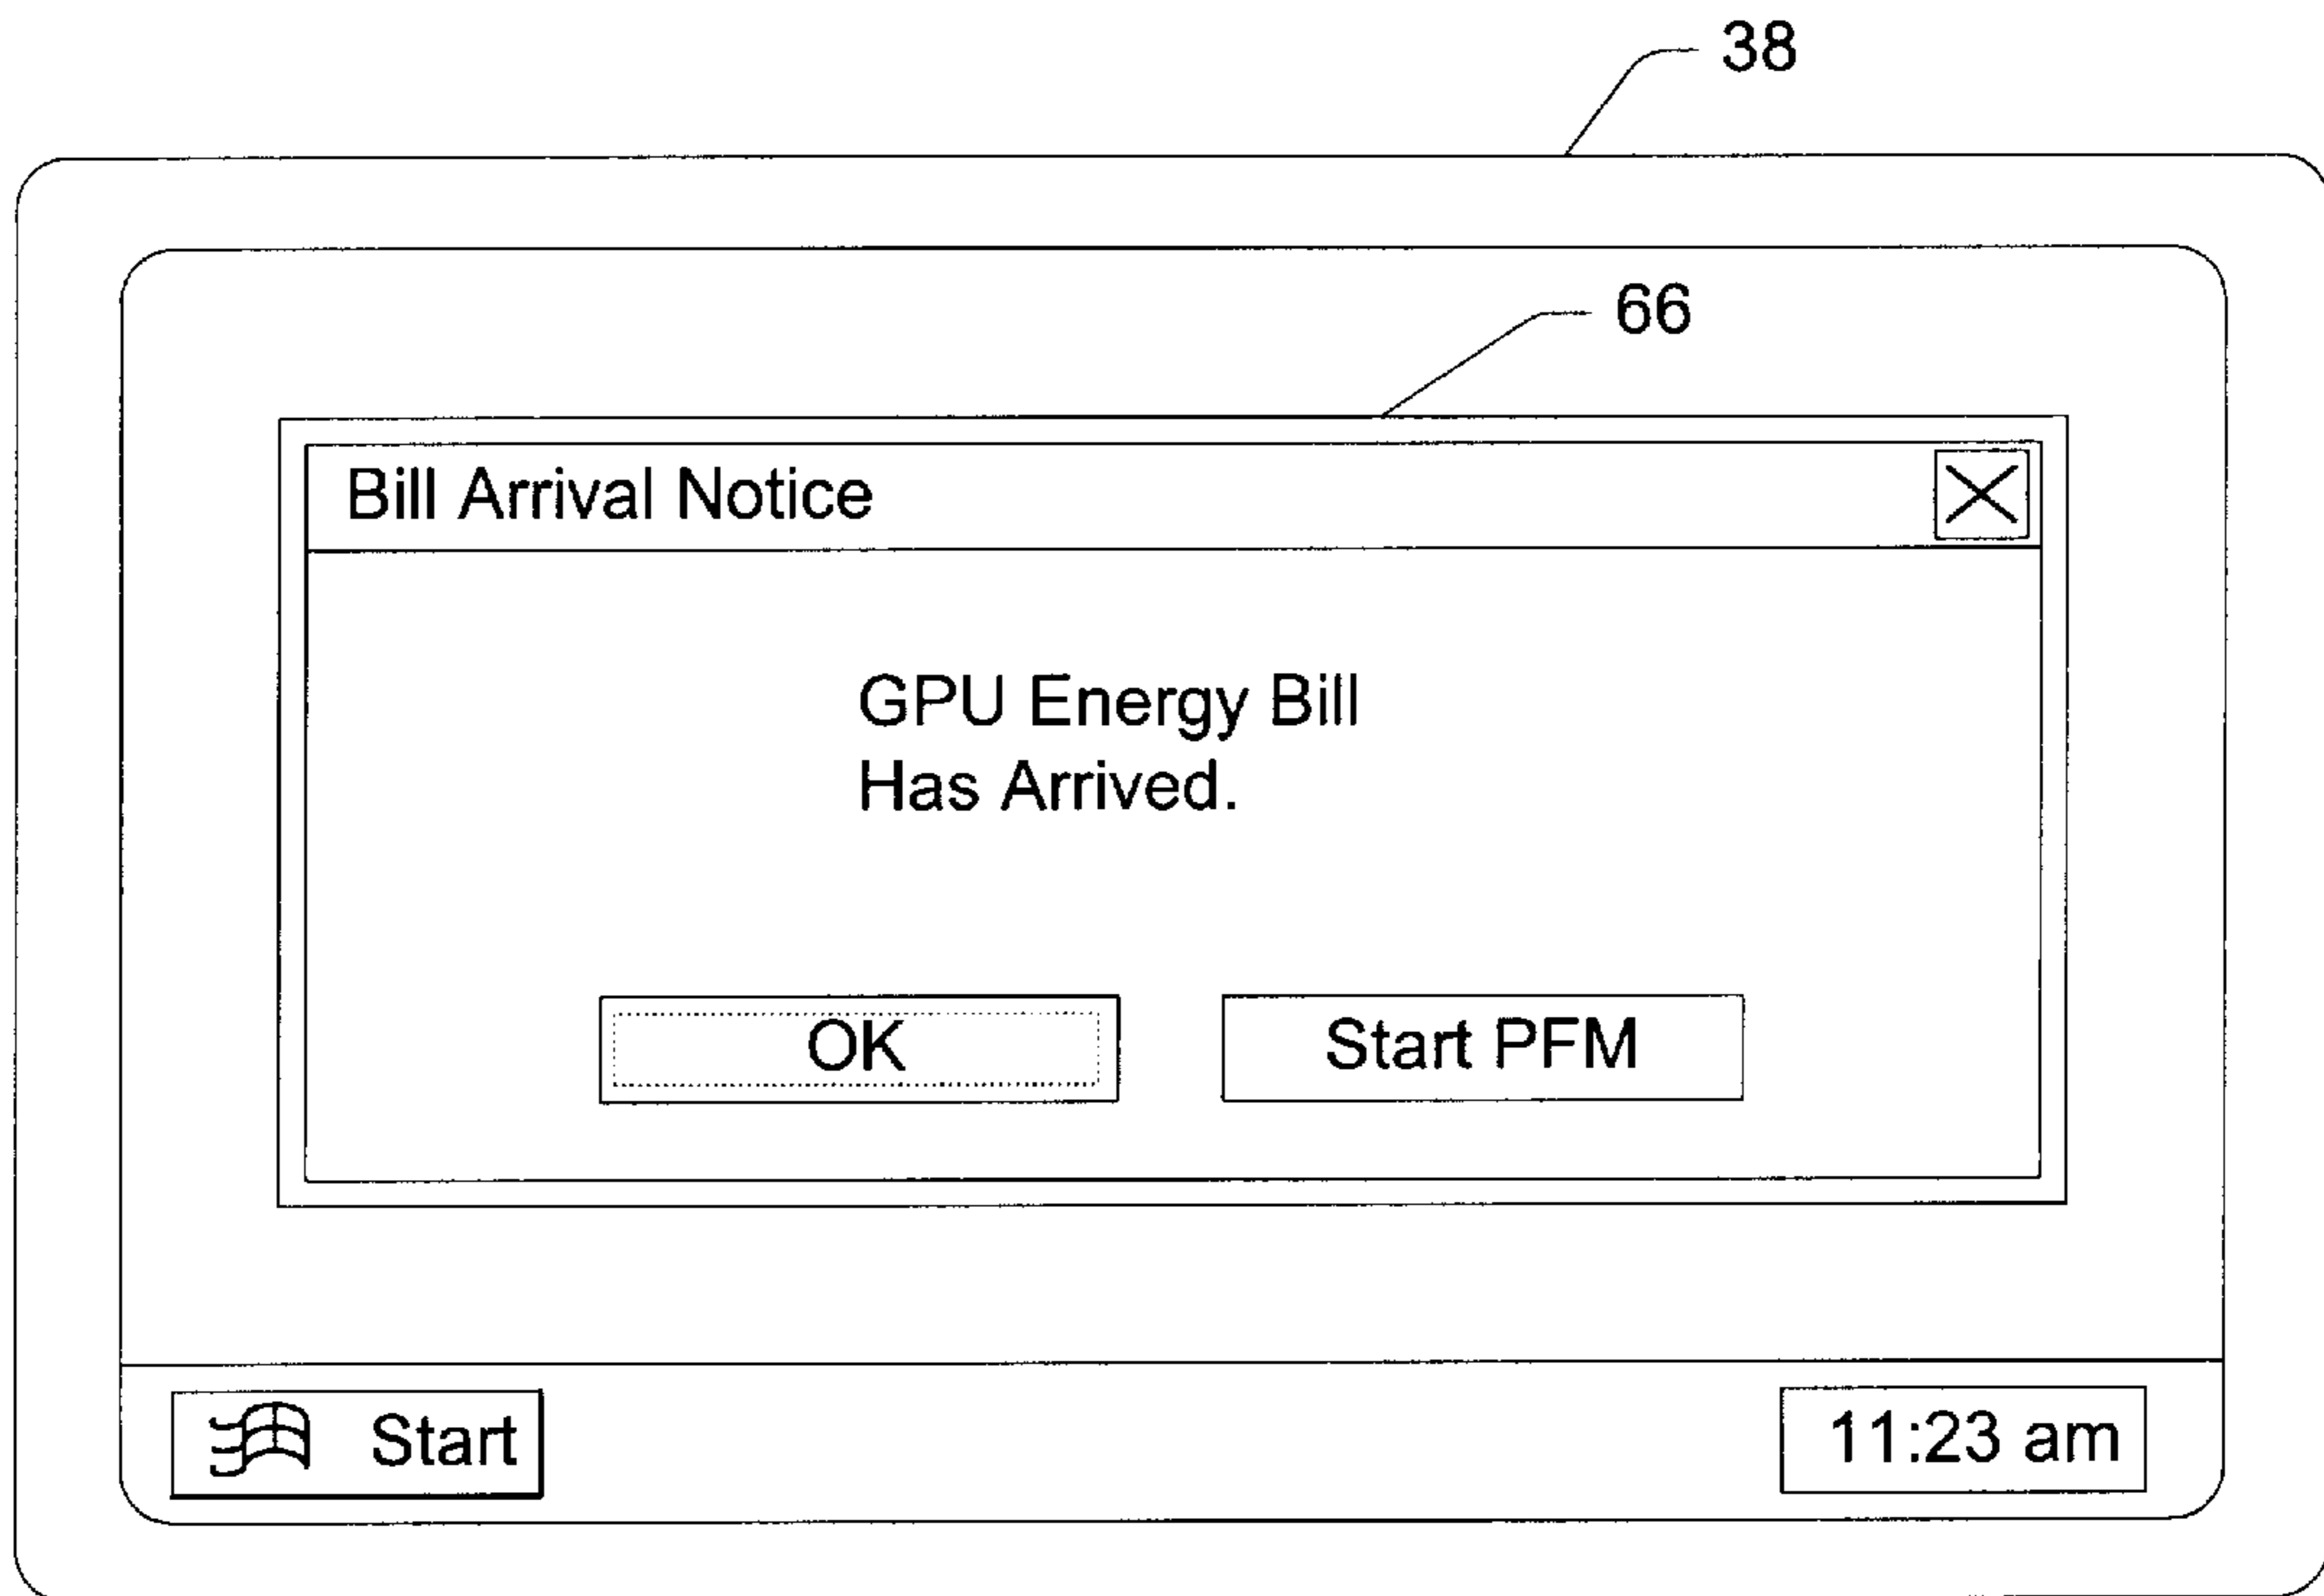 38
66
Bill Arrival Notice
GPU Energy Bill
Has Arrived.
OK
Start PFM
Start
11:23 am